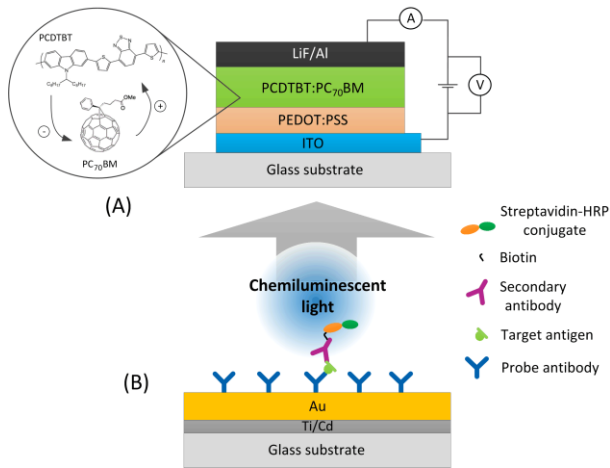 PCDTBT
C₈H₁₇
C₈H₁₇
n
OMe
O
-
+
PC₇₀BM
A
V
LiF/Al
PCDTBT:PC₇₀BM
PEDOT:PSS
ITO
Glass substrate
(A)
Chemiluminescent
light
Streptavidin-HRP
conjugate
Biotin
Secondary
antibody
Target antigen
Probe antibody
(B)
Au
Ti/Cd
Glass substrate